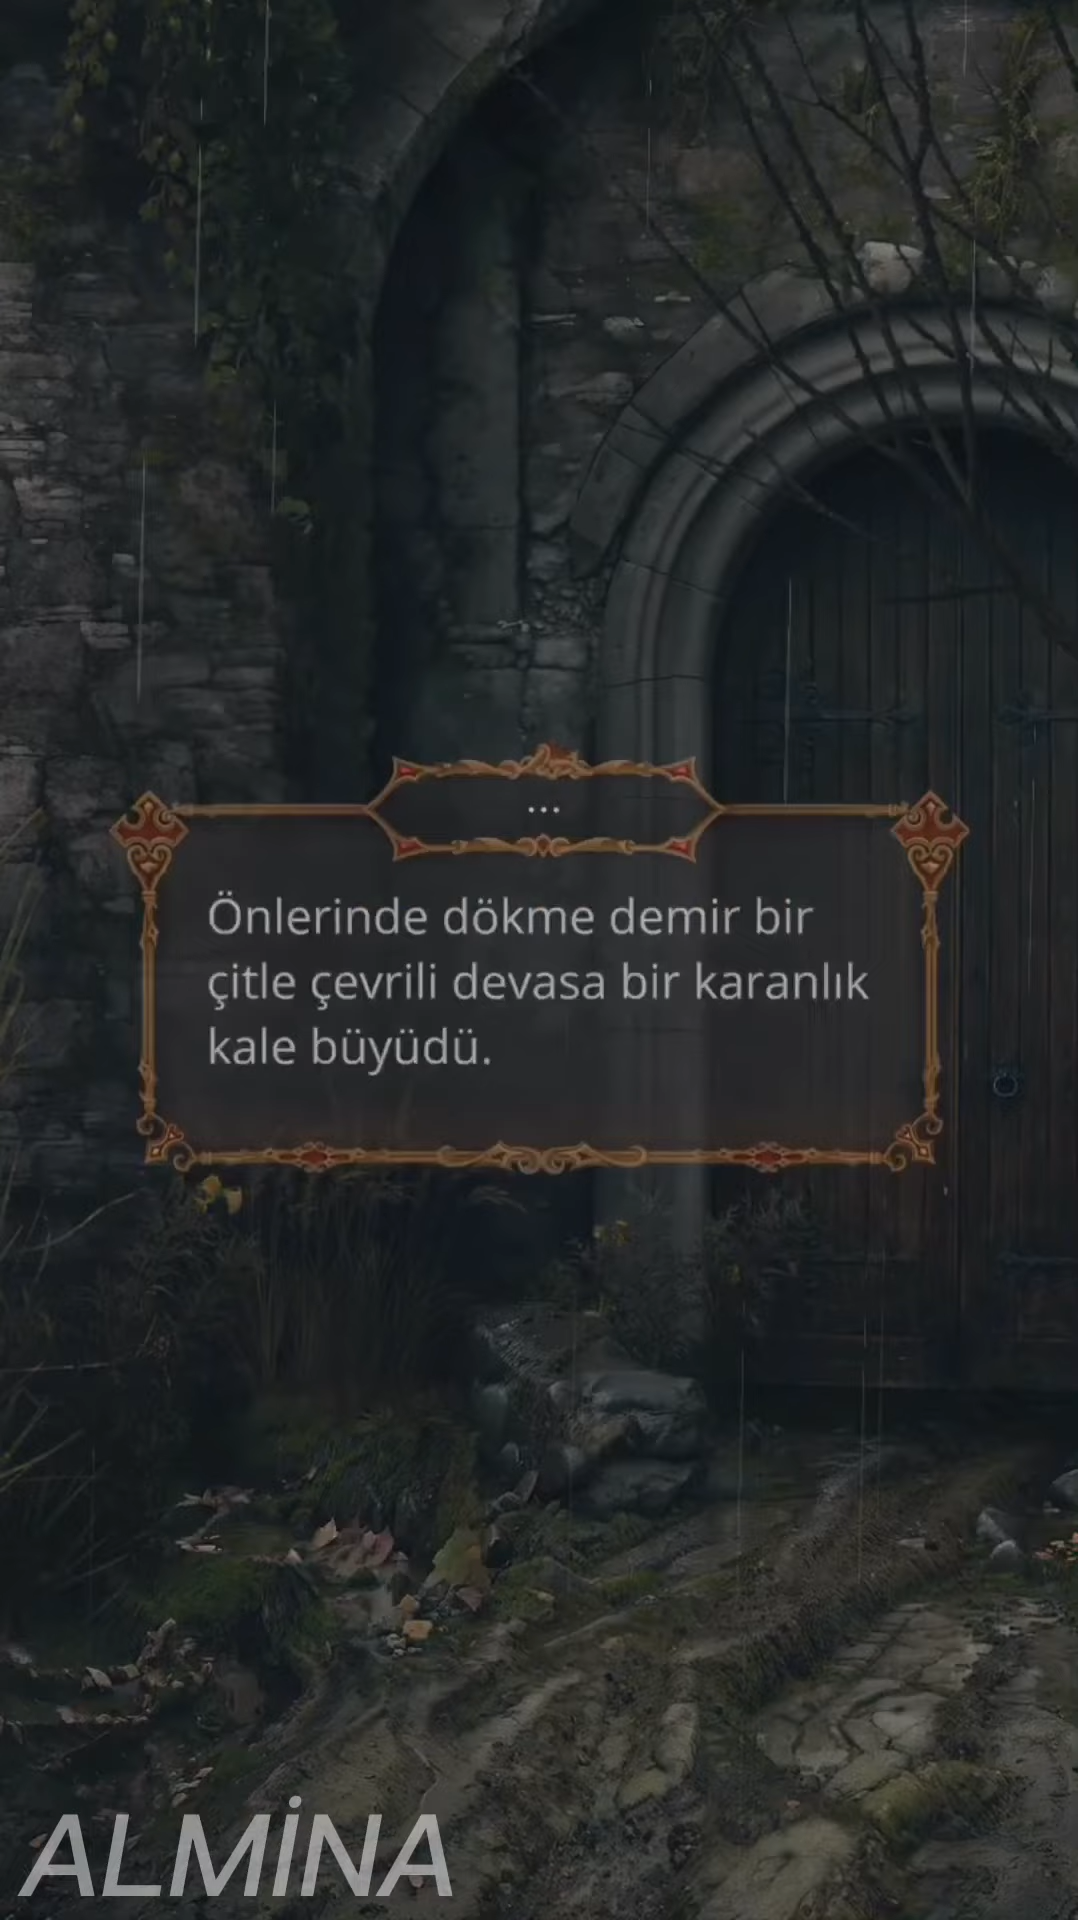 ...
Önlerinde dökme demir bir
çitle çevrili devasa bir karanlık
kale büyüdü.
ALMİNA